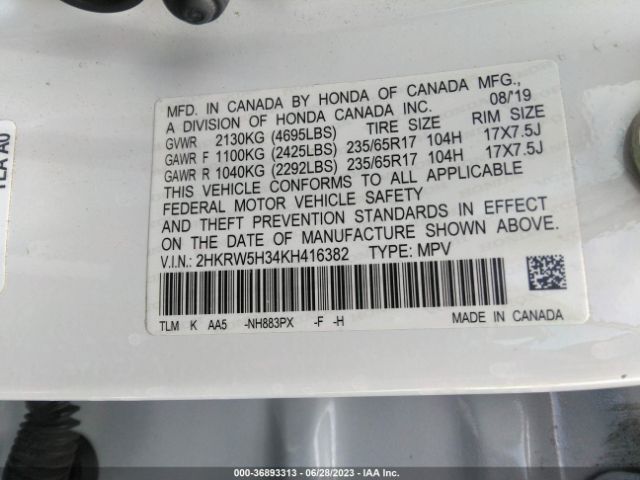 MFD. IN CANADA BY HONDA OF CANADA MFG.,
A DIVISION OF HONDA CANADA INC. 08/'19
GVWR 2130KG (4695LBS) TIRE SIZE RIM SIZE
GAWR F 1100KG (2425LBS) 235/65R17 104H 17X7.5J
GAWR R 1040KG (2292LBS) 235/65R17 104H 17X7.5J
THIS VEHICLE CONFORMS TO ALL APPLICABLE
FEDERAL MOTOR VEHICLE SAFETY
AND THEFT PREVENTION STANDARDS IN EFFECT
ON THE DATE OF MANUFACTURE SHOWN ABOVE.
V.I.N.: 2HKRW5H34KH416382 TYPE: MPV
TLM K AA5 -NH883PX -F -H MADE IN CANADA
000-36893313 - 06/28/2023 - IAA Inc.